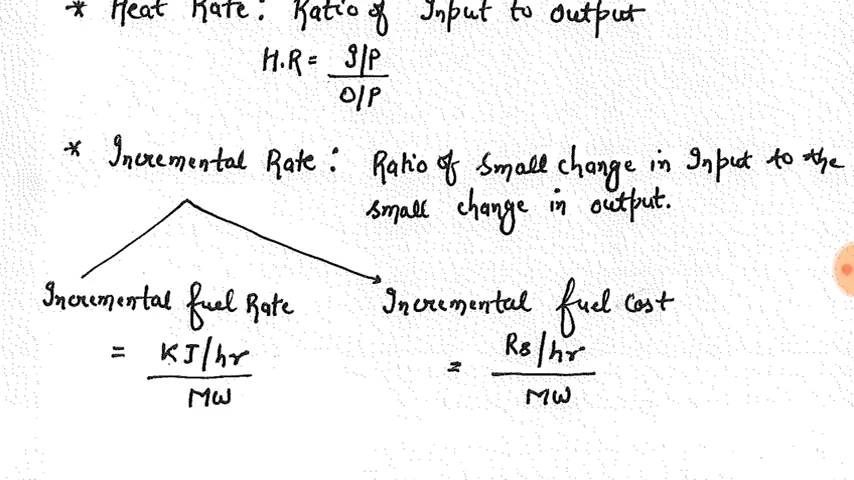 * Heat Rate: Ratio of Input to output
H.R = I/P
O/P
* Incremental Rate: Ratio of small change in Input to the
small change in output.
Incremental fuel Rate
= KJ/hr
MW
Incremental fuel Cost
= Rs/hr
MW